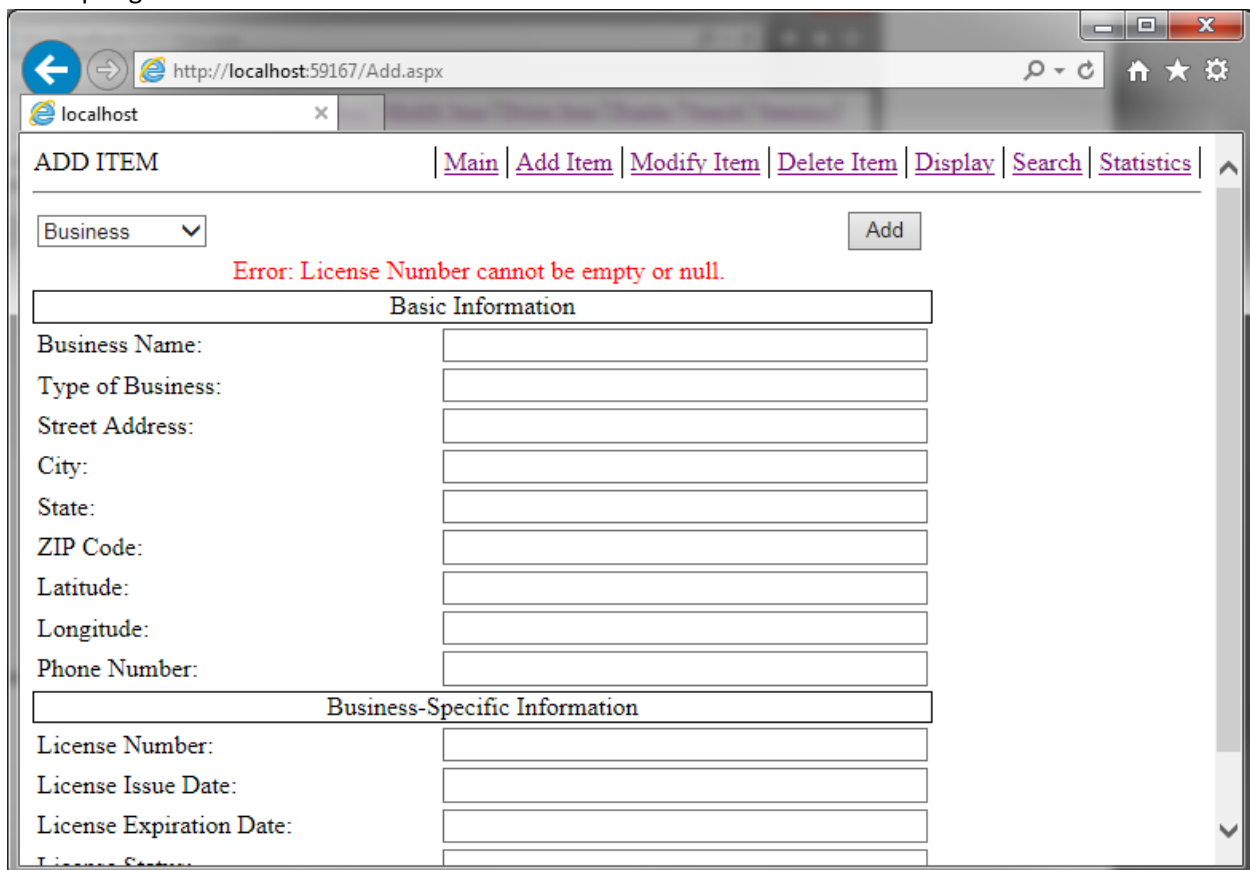 http://localhost:59167/Add.aspx
localhost
ADD ITEM | Main | Add Item | Modify Item | Delete Item | Display | Search | Statistics |
Business Add
Error: License Number cannot be empty or null.
Basic Information
Business Name:
Type of Business:
Street Address:
City:
State:
ZIP Code:
Latitude:
Longitude:
Phone Number:
Business-Specific Information
License Number:
License Issue Date:
License Expiration Date:
License Status: